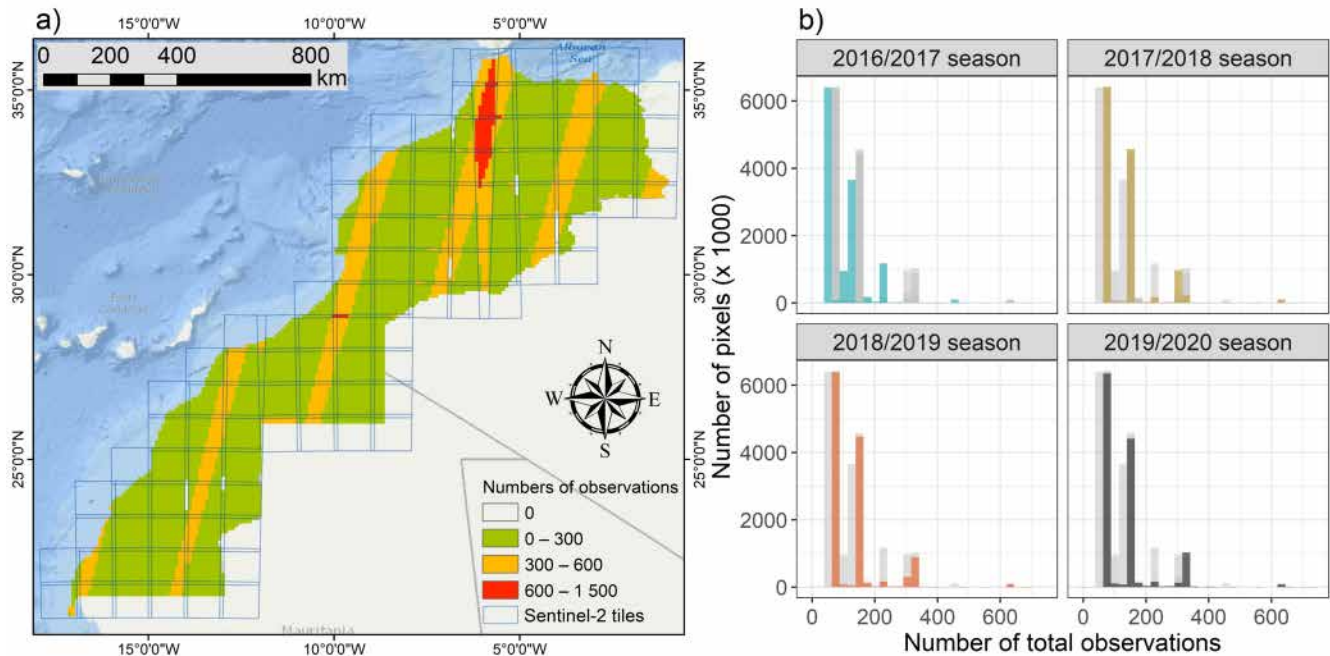 a)
15°0'0"W 10°0'0"W 5°0'0"W
0 200 400 800
km
Alboran
Sea
35°0'0"N
35°0'0"N
30°0'0"N
30°0'0"N
25°0'0"N
25°0'0"N
N
W E
S
Numbers of observations
0
0 – 300
300 – 600
600 – 1 500
Sentinel-2 tiles
Mauritania
15°0'0"W 10°0'0"W 5°0'0"W
b)
2016/2017 season 2017/2018 season
6000
4000
2000
0
2018/2019 season 2019/2020 season
6000
4000
2000
0
Number of pixels (x 1000)
0 200 400 600 0 200 400 600
Number of total observations